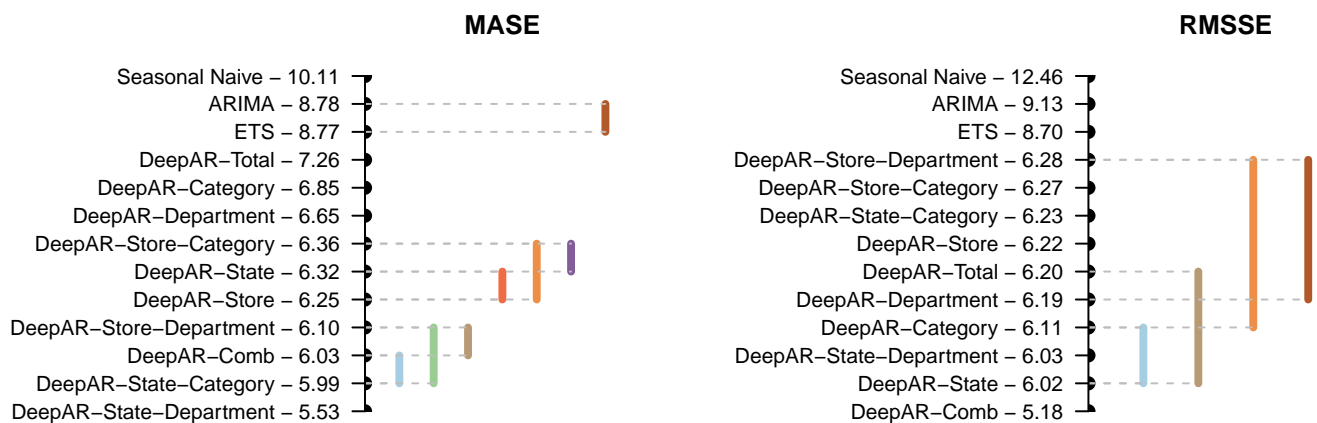 MASE
Seasonal Naive − 10.11
ARIMA − 8.78
ETS − 8.77
DeepAR−Total − 7.26
DeepAR−Category − 6.85
DeepAR−Department − 6.65
DeepAR−Store−Category − 6.36
DeepAR−State − 6.32
DeepAR−Store − 6.25
DeepAR−Store−Department − 6.10
DeepAR−Comb − 6.03
DeepAR−State−Category − 5.99
DeepAR−State−Department − 5.53
RMSSE
Seasonal Naive − 12.46
ARIMA − 9.13
ETS − 8.70
DeepAR−Store−Department − 6.28
DeepAR−Store−Category − 6.27
DeepAR−State−Category − 6.23
DeepAR−Store − 6.22
DeepAR−Total − 6.20
DeepAR−Department − 6.19
DeepAR−Category − 6.11
DeepAR−State−Department − 6.03
DeepAR−State − 6.02
DeepAR−Comb − 5.18